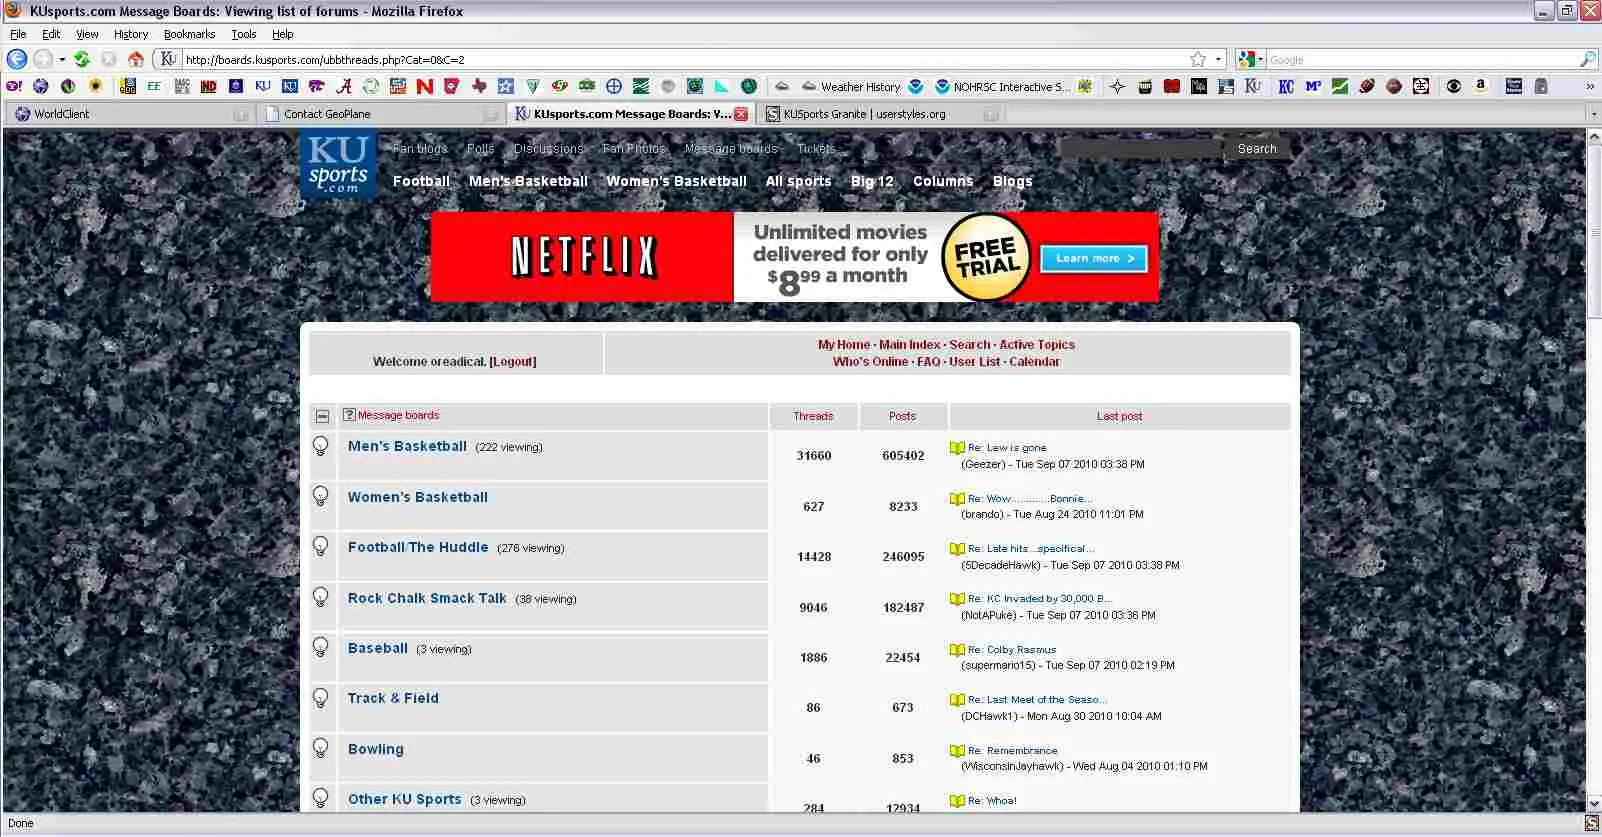 KUsports.com Message Boards: Viewing list of forums - Mozilla Firefox
File Edit View History Bookmarks Tools Help
http://boards.kusports.com/ubbthreads.php?Cat=0&C=2
Google
Weather History NOHRSC Interactive S...
WorldClient Contact GeoPlane KUsports.com Message Boards: V... KUSports Granite | userstyles.org
KU sports .com
Fan blogs Polls Discussions Fan Photos Message boards Tickets
Search
Football Men's Basketball Women's Basketball All sports Big 12 Columns Blogs
NETFLIX
Unlimited movies
delivered for only
$8.99 a month
FREE TRIAL
Learn more >
Welcome oreadical. [Logout]
My Home · Main Index · Search · Active Topics
Who's Online · FAQ · User List · Calendar
Message boards Threads Posts Last post
Men's Basketball (222 viewing) 31660 605402 Re: Lew is gone
(Geezer) - Tue Sep 07 2010 03:38 PM
Women's Basketball 627 8233 Re: Wow............Bonnie...
(brando) - Tue Aug 24 2010 11:01 PM
Football/The Huddle (276 viewing) 14428 246095 Re: Late hits...specifical...
(5DecadeHawk) - Tue Sep 07 2010 03:38 PM
Rock Chalk Smack Talk (38 viewing) 9046 182487 Re: KC Invaded by 30,000 B...
(NotAPuke) - Tue Sep 07 2010 03:36 PM
Baseball (3 viewing) 1886 22454 Re: Colby Rasmus
(supermario15) - Tue Sep 07 2010 02:19 PM
Track & Field 86 673 Re: Last Meet of the Seaso...
(DCHawk1) - Mon Aug 30 2010 10:04 AM
Bowling 46 853 Re: Remembrance
(WisconsinJayhawk) - Wed Aug 04 2010 01:10 PM
Other KU Sports (3 viewing) 284 12934 Re: Whoa!
Done